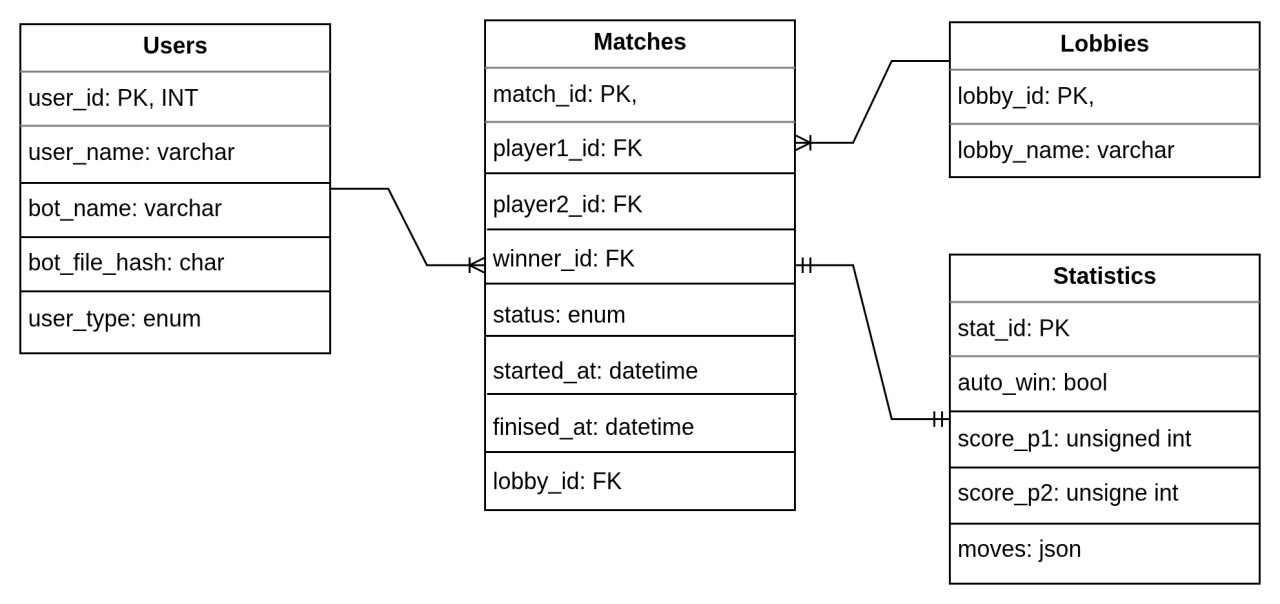 Users
user_id: PK, INT
user_name: varchar
bot_name: varchar
bot_file_hash: char
user_type: enum
Matches
match_id: PK,
player1_id: FK
player2_id: FK
winner_id: FK
status: enum
started_at: datetime
finised_at: datetime
lobby_id: FK
Lobbies
lobby_id: PK,
lobby_name: varchar
Statistics
stat_id: PK
auto_win: bool
score_p1: unsigned int
score_p2: unsigne int
moves: json